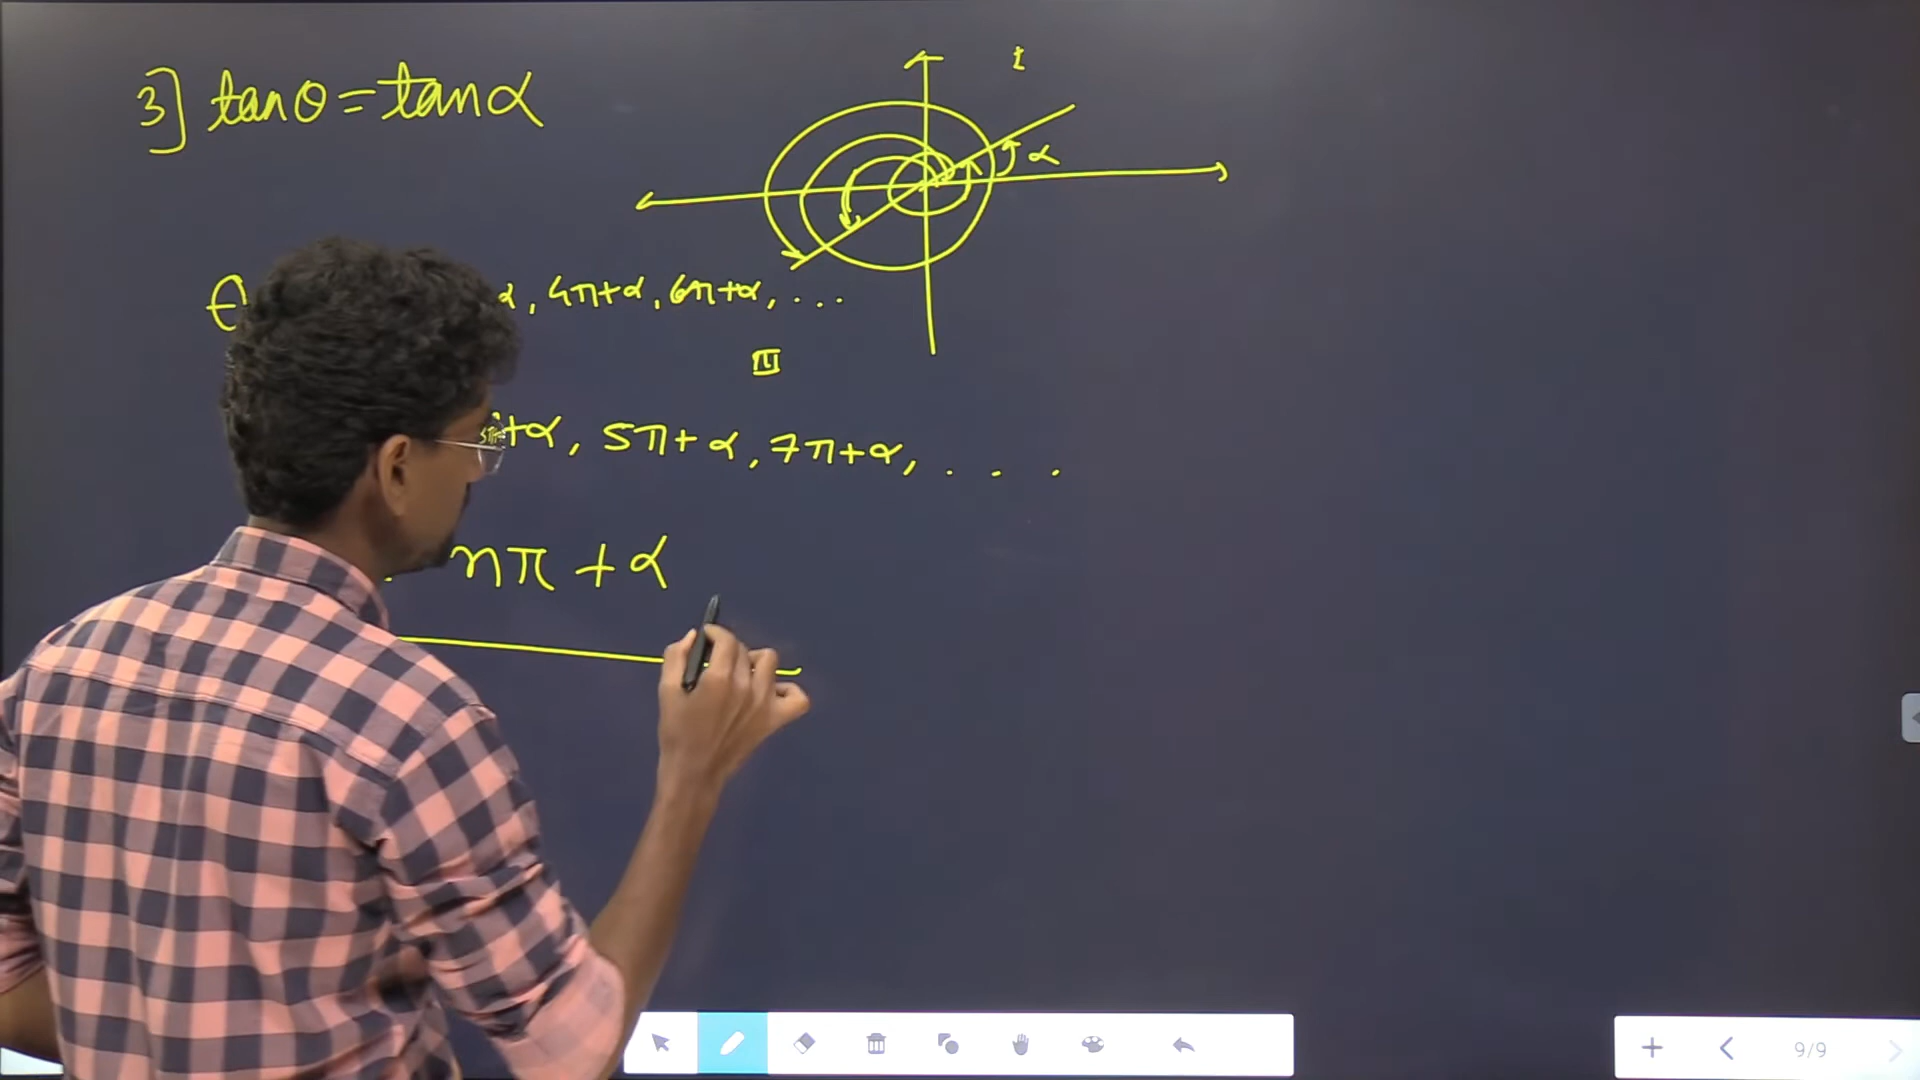 3] tanθ = tanα
I
α
α, 4π+α, 6π+α, ...
III
+α, 5π+α, 7π+α, . . .
nπ + α
9/9